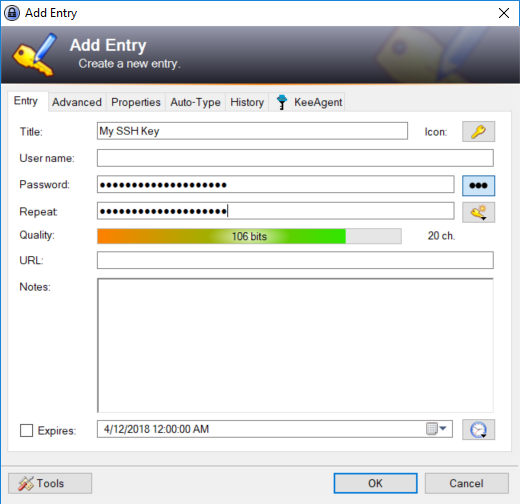 Add Entry
Add Entry
Create a new entry.
Entry Advanced Properties Auto-Type History KeeAgent
Title: My SSH Key Icon:
User name:
Password: ●●●●●●●●●●●●●●●●●●●●
Repeat: ●●●●●●●●●●●●●●●●●●●●
Quality: 106 bits 20 ch.
URL:
Notes:
Expires: 4/12/2018 12:00:00 AM
Tools OK Cancel